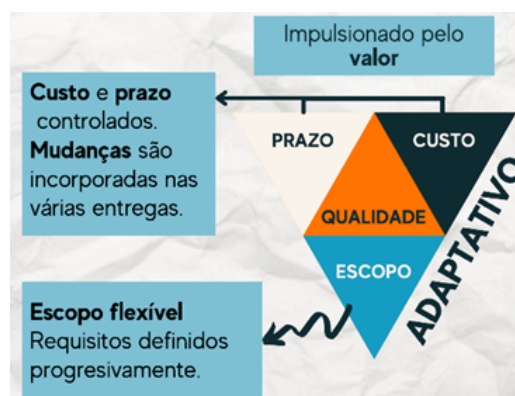 Impulsionado pelo
valor
Custo e prazo
controlados.
Mudanças são
incorporadas nas
várias entregas.
PRAZO
CUSTO
QUALIDADE
ESCOPO
ADAPTATIVO
Escopo flexível
Requisitos definidos
progresivamente.